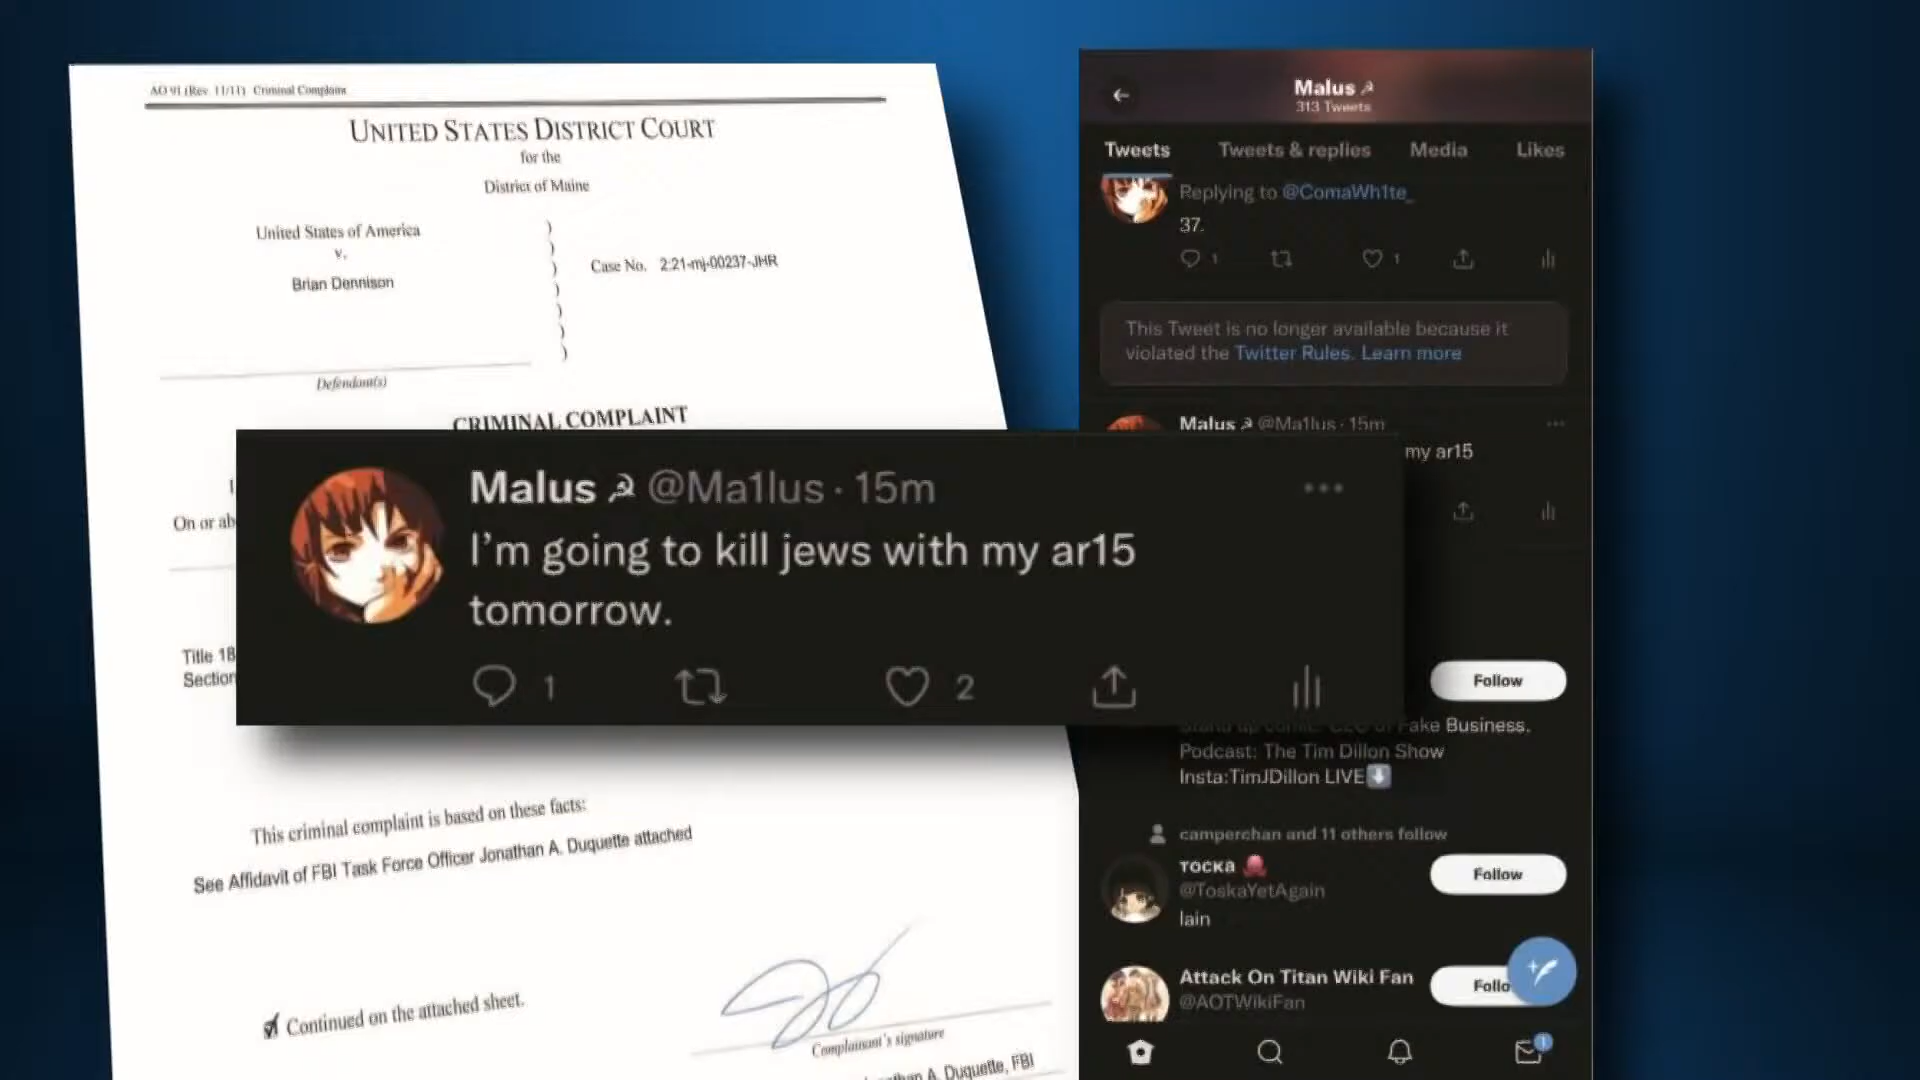 AO 91 (Rev. 11/11) Criminal Complaint
UNITED STATES DISTRICT COURT
for the
District of Maine
United States of America
v.
Brian Dennison
)
)
)
)
)
)
)
Case No. 2:21-mj-00237-JHR
Defendant(s)
CRIMINAL COMPLAINT
I
On or ab
Title 18
Section
This criminal complaint is based on these facts:
See Affidavit of FBI Task Force Officer Jonathan A. Duquette attached
Continued on the attached sheet.
Complainant's signature
A. Duquette, FBI
Malus ☭ @Ma1lus · 15m
I'm going to kill jews with my ar15
tomorrow.
1
2
Malus ☭
313 Tweets
Tweets
Tweets & replies
Media
Likes
Replying to @ComaWh1te_
37.
1
1
This Tweet is no longer available because it
violated the Twitter Rules. Learn more
Malus ☭ @Ma1lus · 15m
my ar15
Follow
Fake Business.
Podcast: The Tim Dillon Show
Insta:TimJDillon LIVE⬇️
camperchan and 11 others follow
тоcка 🐙
@ToskaYetAgain
lain
Follow
Attack On Titan Wiki Fan
@AOTWikiFan
Follo
1